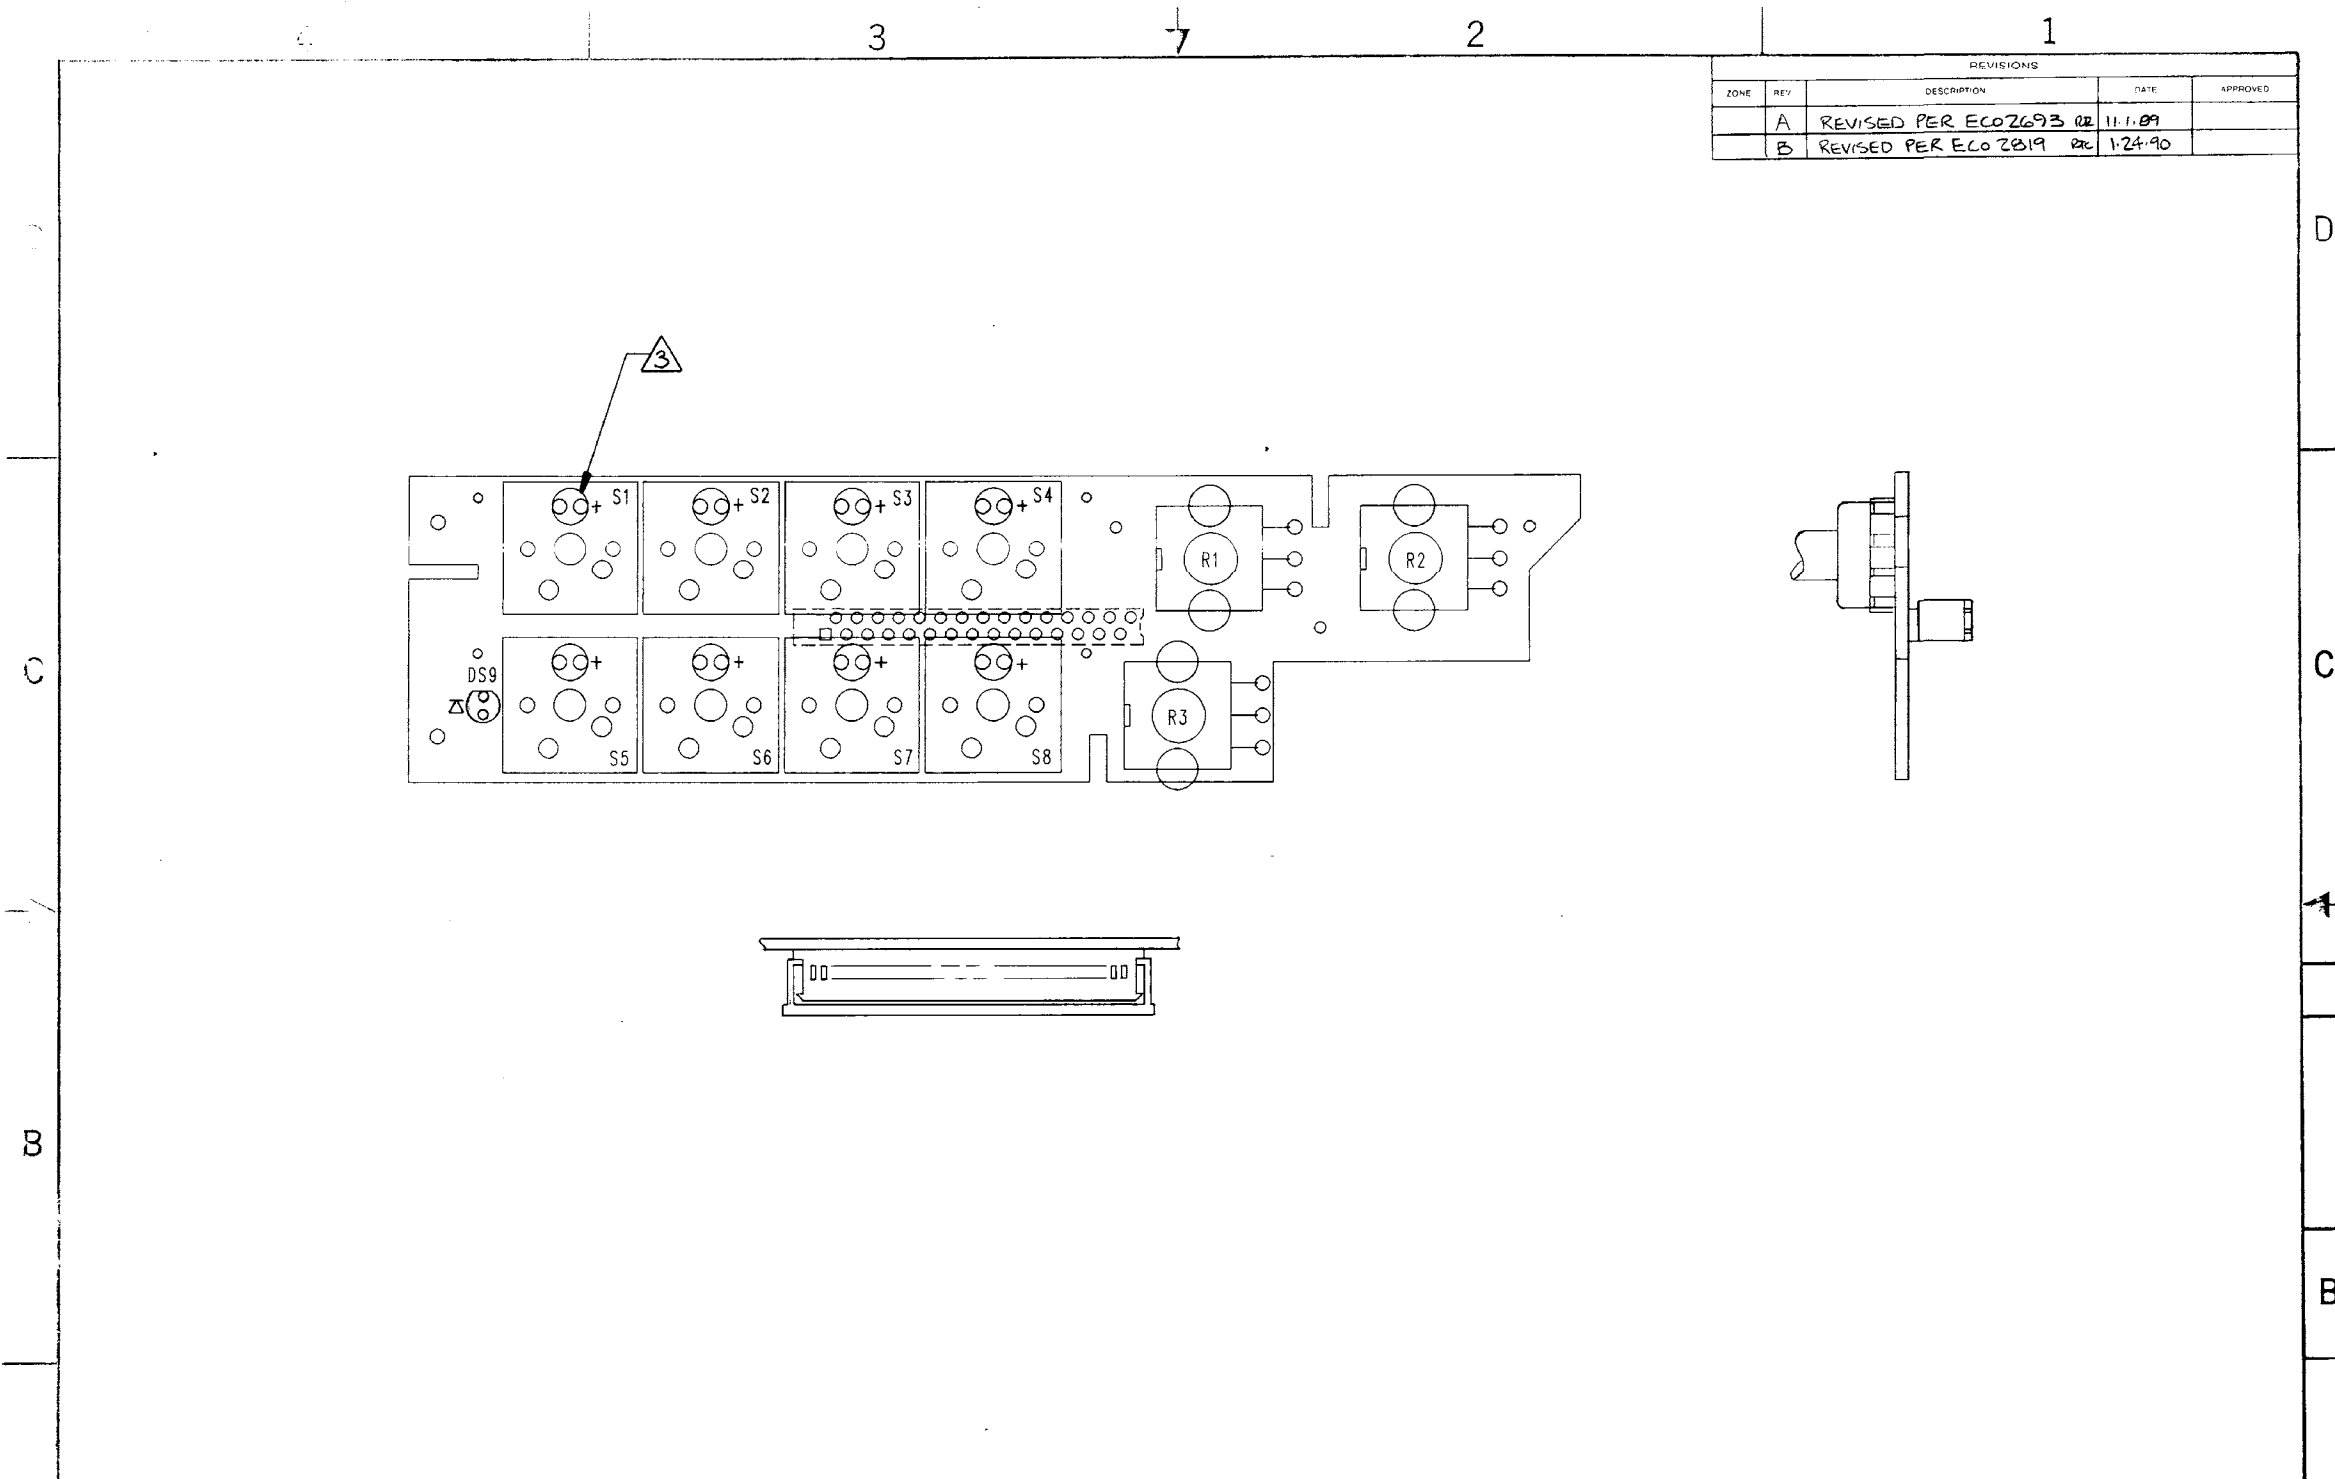 3 2 1
REVISIONS
ZONE REV DESCRIPTION DATE APPROVED
A REVISED PER ECO2693 RR 11.1.89
B REVISED PER ECO 2819 1.24.90
D
3
S1 S2 S3 S4
R1 R2
C C
DS9
R3
S5 S6 S7 S8
B
B